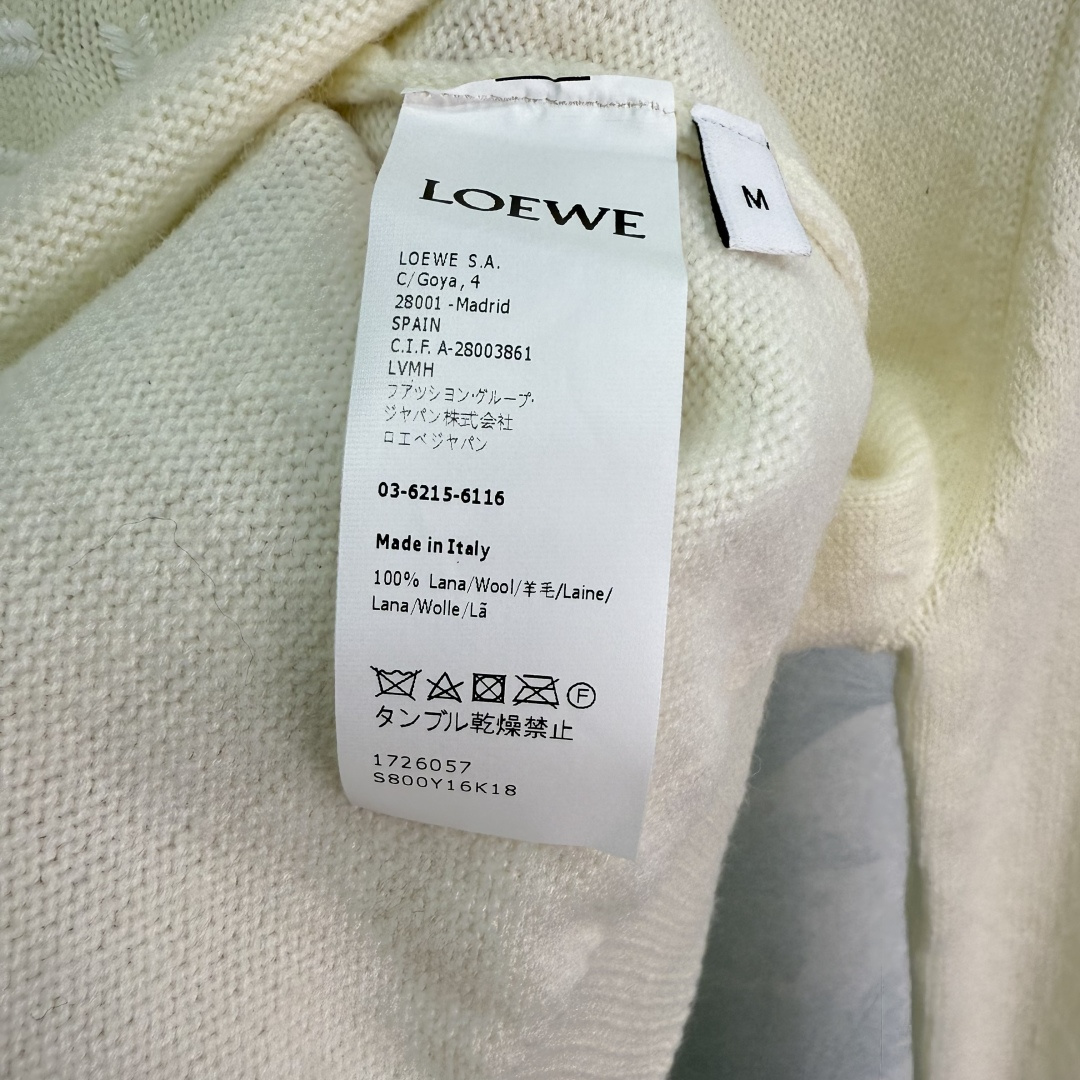 LOEWE
M
LOEWE S.A.
C/Goya, 4
28001 - Madrid
SPAIN
C.I.F. A-28003861
LVMH
ファッション・グループ・
ジャパン株式会社
ロエベジャパン
03-6215-6116
Made in Italy
100% Lana/Wool/羊毛/Laine/
Lana/Wolle/Lã
F
タンブル乾燥禁止
1726057
S800Y16K18